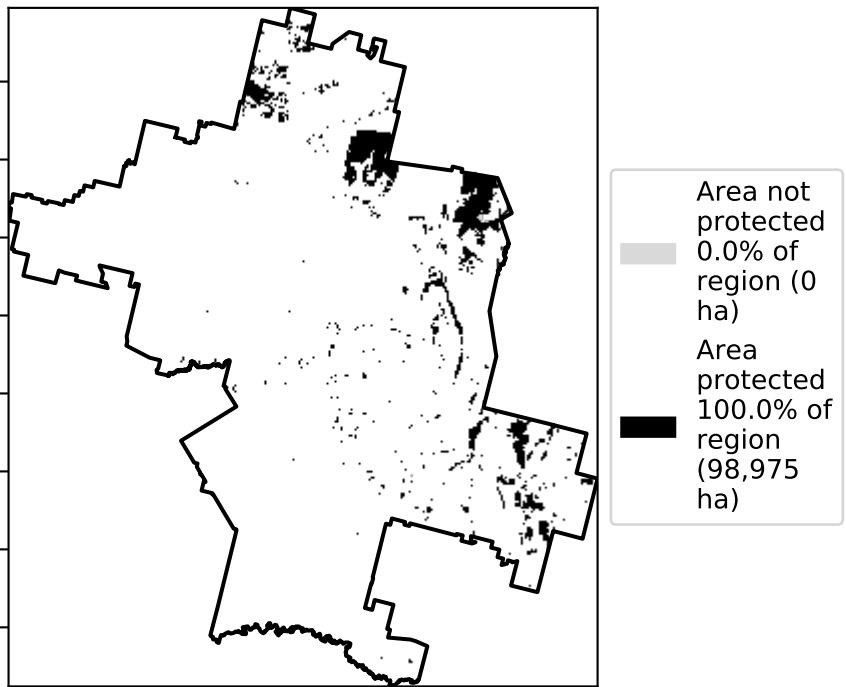 Area not
protected
0.0% of
region (0
ha)
Area
protected
100.0% of
region
(98,975
ha)